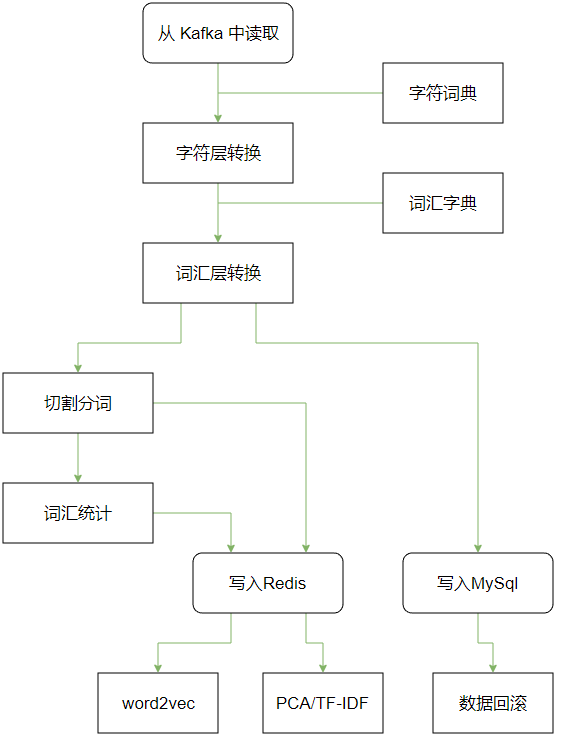 从 Kafka 中读取
字符词典
字符层转换
词汇字典
词汇层转换
切割分词
词汇统计
写入Redis
写入MySql
word2vec
PCA/TF-IDF
数据回滚